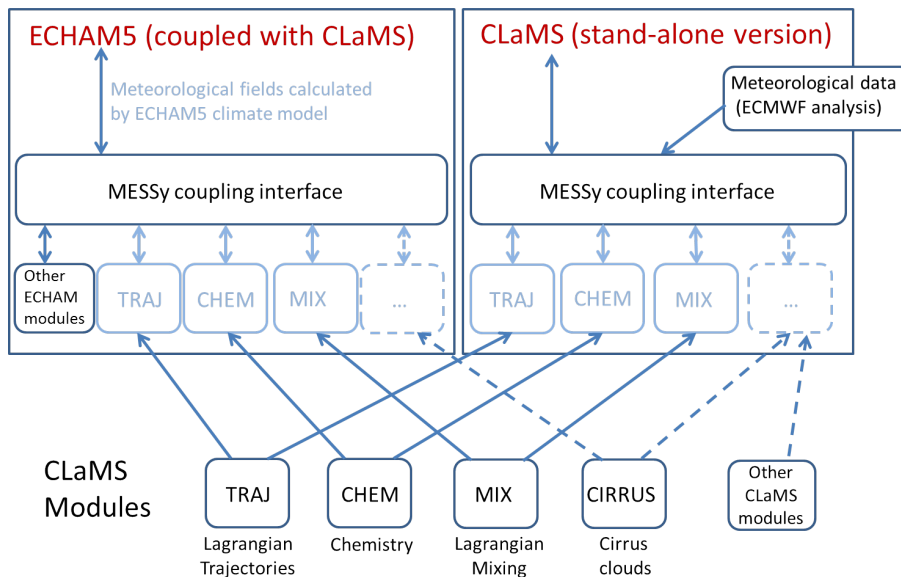 ECHAM5 (coupled with CLaMS)
Meteorological fields calculated
by ECHAM5 climate model
MESSy coupling interface
Other
ECHAM
modules
TRAJ
CHEM
MIX
...
CLaMS (stand-alone version)
Meteorological data
(ECMWF analysis)
MESSy coupling interface
TRAJ
CHEM
MIX
...
CLaMS
Modules
TRAJ
Lagrangian
Trajectories
CHEM
Chemistry
MIX
Lagrangian
Mixing
CIRRUS
Cirrus
clouds
Other
CLaMS
modules